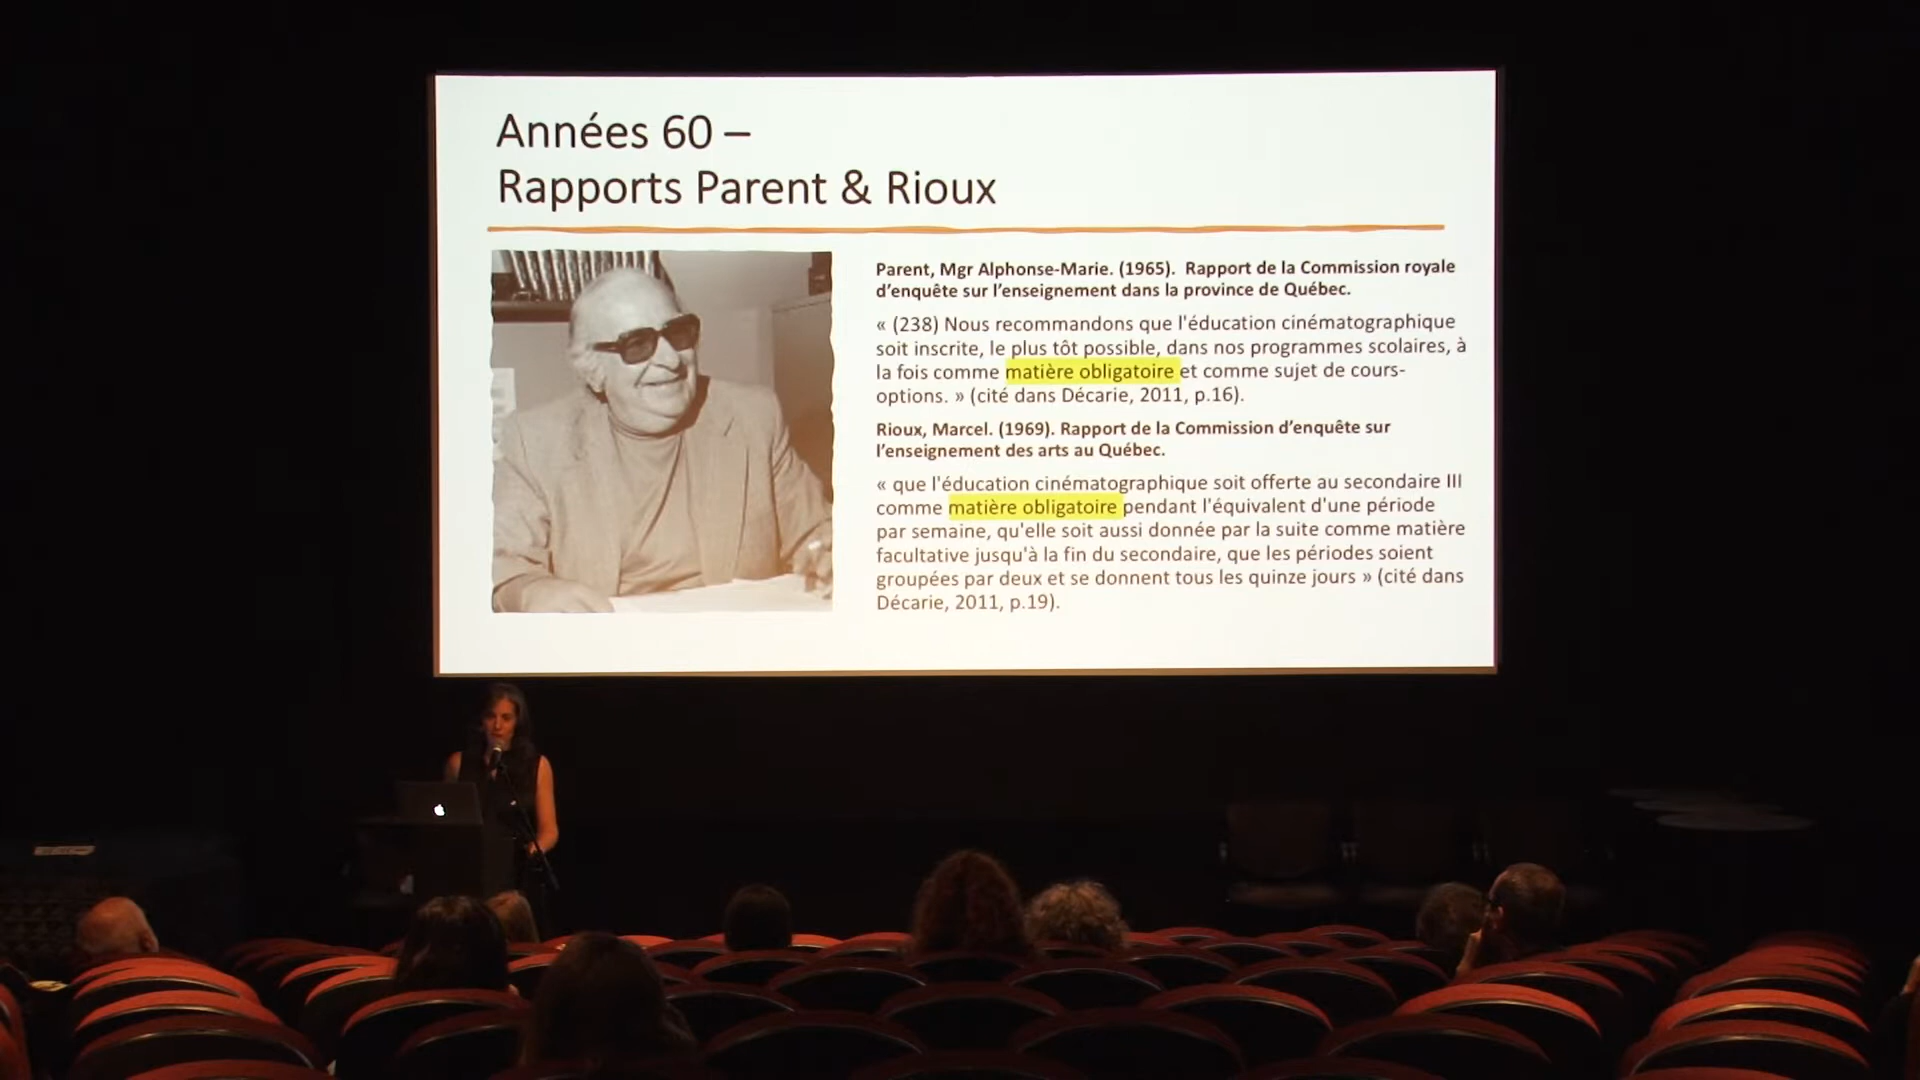 Années 60 –
Rapports Parent & Rioux
Parent, Mgr Alphonse-Marie. (1965). Rapport de la Commission royale
d’enquête sur l’enseignement dans la province de Québec.
« (238) Nous recommandons que l'éducation cinématographique
soit inscrite, le plus tôt possible, dans nos programmes scolaires, à
la fois comme matière obligatoire et comme sujet de cours-
options. » (cité dans Décarie, 2011, p.16).
Rioux, Marcel. (1969). Rapport de la Commission d’enquête sur
l’enseignement des arts au Québec.
« que l'éducation cinématographique soit offerte au secondaire III
comme matière obligatoire pendant l'équivalent d'une période
par semaine, qu'elle soit aussi donnée par la suite comme matière
facultative jusqu'à la fin du secondaire, que les périodes soient
groupées par deux et se donnent tous les quinze jours » (cité dans
Décarie, 2011, p.19).